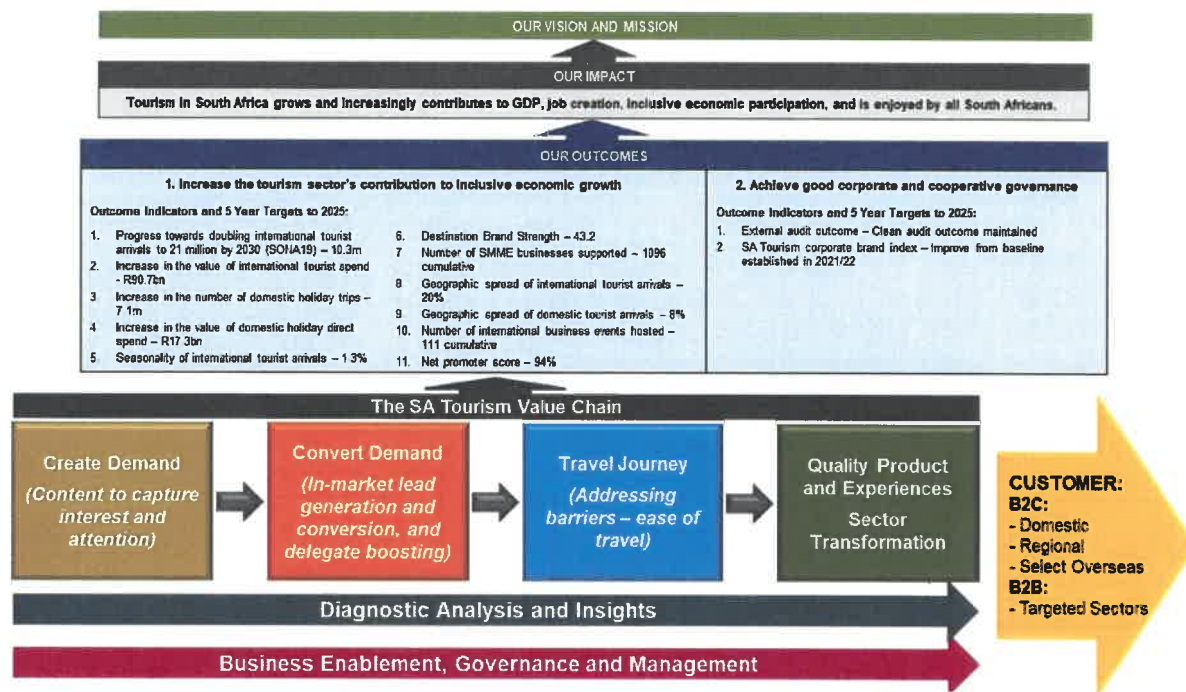 OUR VISION AND MISSION
OUR IMPACT
Tourism in South Africa grows and increasingly contributes to GDP, job creation, inclusive economic participation, and is enjoyed by all South Africans.
OUR OUTCOMES
1. Increase the tourism sector's contribution to inclusive economic growth
Outcome Indicators and 5 Year Targets to 2025:
1. Progress towards doubling international tourist
arrivals to 21 million by 2030 (SONA19) – 10.3m
2. Increase in the value of international tourist spend
- R90.7bn
3 Increase in the number of domestic holiday trips –
7 1m
4 Increase in the value of domestic holiday direct
spend – R17 3bn
5 Seasonality of international tourist arrivals – 1 3%
6. Destination Brand Strength – 43.2
7 Number of SMME businesses supported – 1096
cumulative
8 Geographic spread of international tourist arrivals –
20%
9 Geographic spread of domestic tourist arrivals – 8%
10. Number of international business events hosted –
111 cumulative
11. Net promoter score – 94%
2. Achieve good corporate and cooperative governance
Outcome Indicators and 5 Year Targets to 2025:
1 External audit outcome – Clean audit outcome maintained
2 SA Tourism corporate brand index – Improve from baseline
established in 2021/22
The SA Tourism Value Chain
Create Demand
(Content to capture
interest and
attention)
Convert Demand
(In-market lead
generation and
conversion, and
delegate boosting)
Travel Journey
(Addressing
barriers – ease of
travel)
Quality Product
and Experiences
Sector
Transformation
CUSTOMER:
B2C:
- Domestic
- Regional
- Select Overseas
B2B:
- Targeted Sectors
Diagnostic Analysis and Insights
Business Enablement, Governance and Management